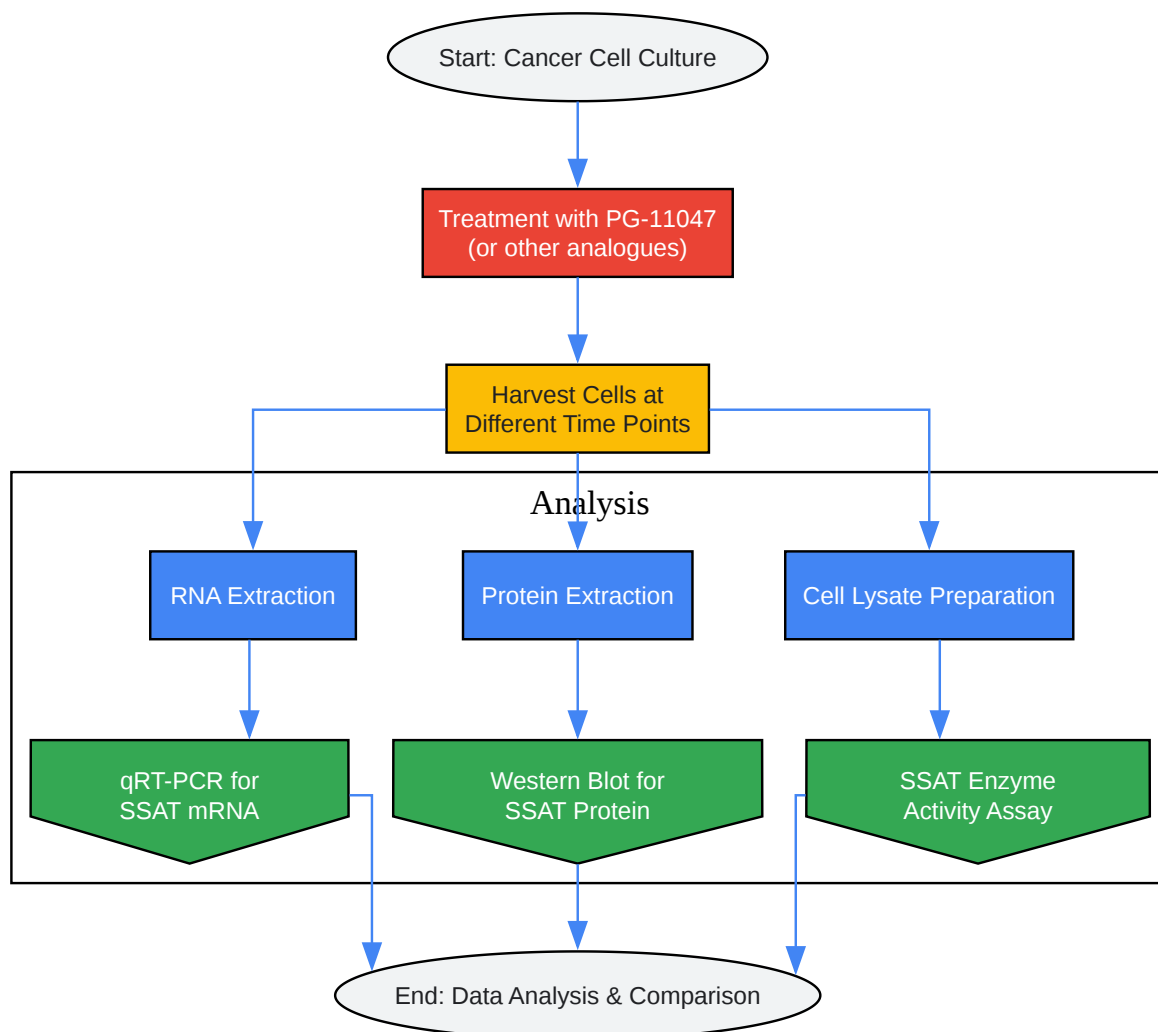 Start: Cancer Cell Culture
Treatment with PG-11047
(or other analogues)
Harvest Cells at
Different Time Points
Analysis
RNA Extraction
Protein Extraction
Cell Lysate Preparation
qRT-PCR for
SSAT mRNA
Western Blot for
SSAT Protein
SSAT Enzyme
Activity Assay
End: Data Analysis & Comparison